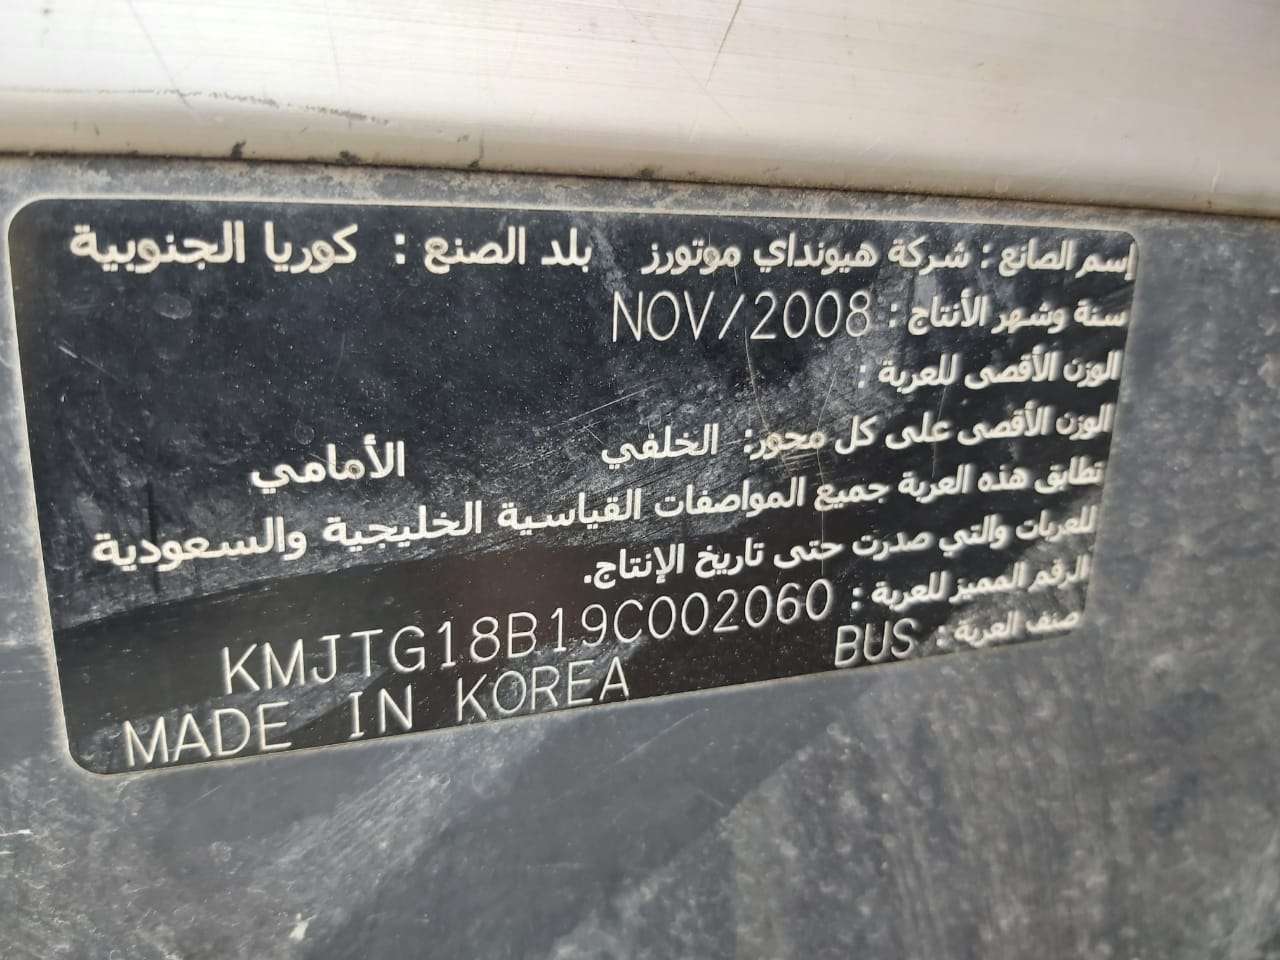 إسم الصانع : شركة هيونداي موتورز بلد الصنع : كوريا الجنوبية
سنة وشهر الأنتاج : NOV/2008
الوزن الأقصى للعربة :
الوزن الأقصى على كل محور: الخلفي الأمامي
تطابق هذه العربة جميع المواصفات القياسية الخليجية والسعودية
للعربات والتي صدرت حتى تاريخ الإنتاج.
الرقم المميز للعربة : KMJTG18B19C002060
صنف العربة : BUS
MADE IN KOREA